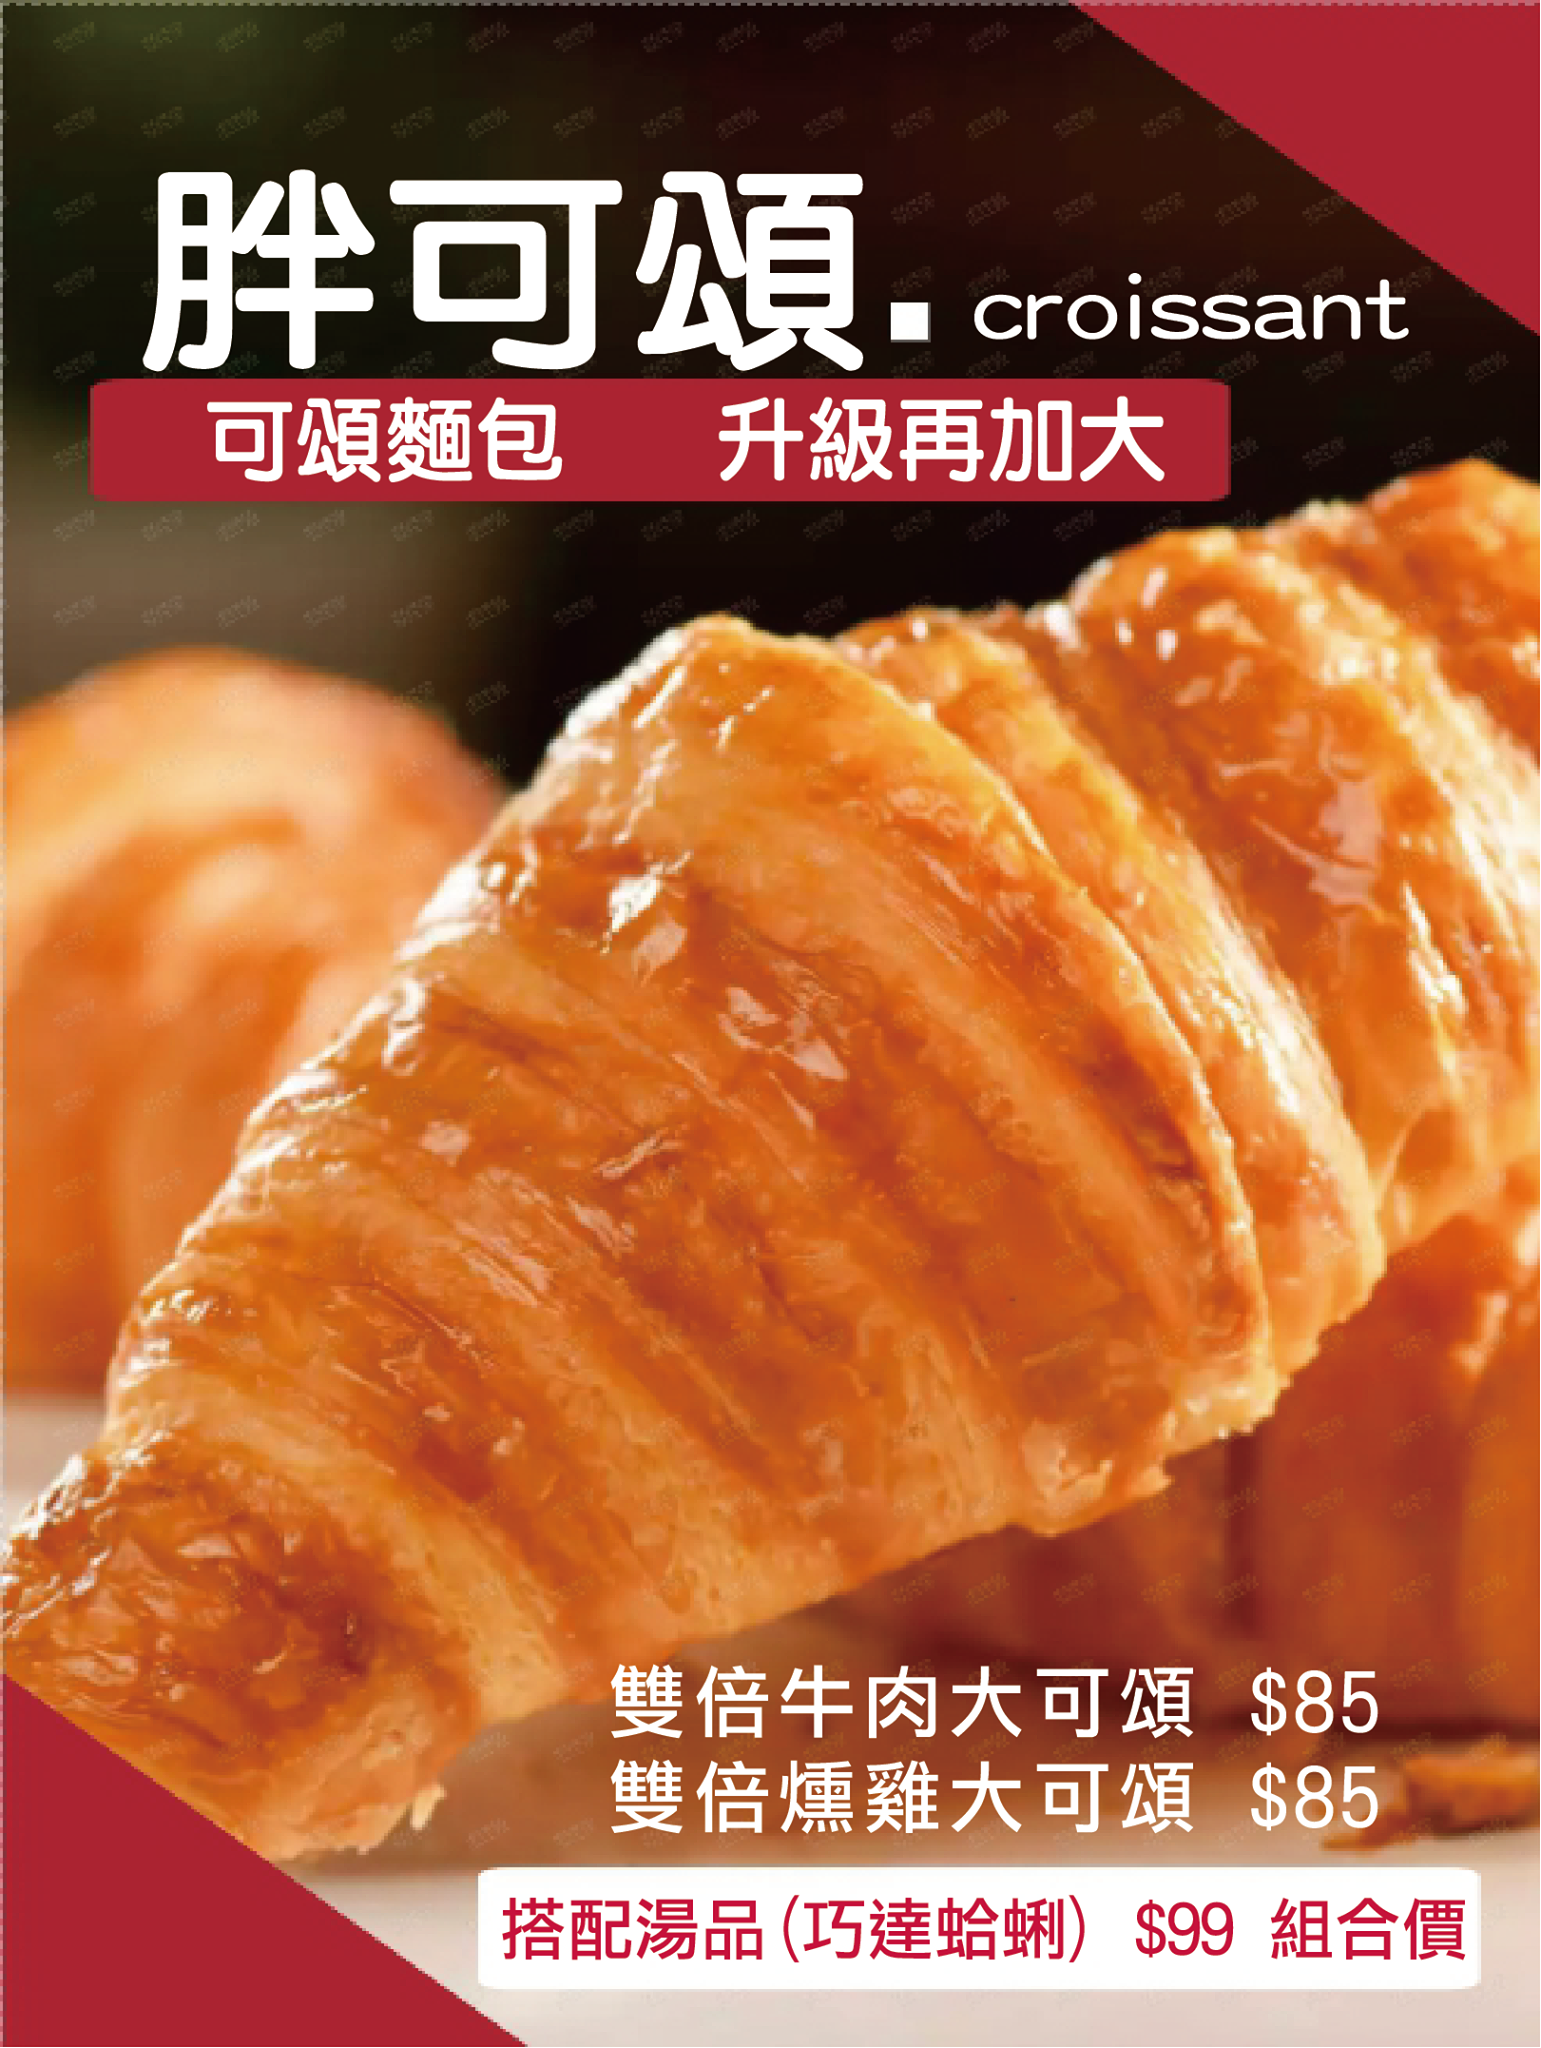 胖可頌.croissant
可頌麵包 升級再加大
雙倍牛肉大可頌 $85
雙倍燻雞大可頌 $85
搭配湯品(巧達蛤蜊) $99 組合價